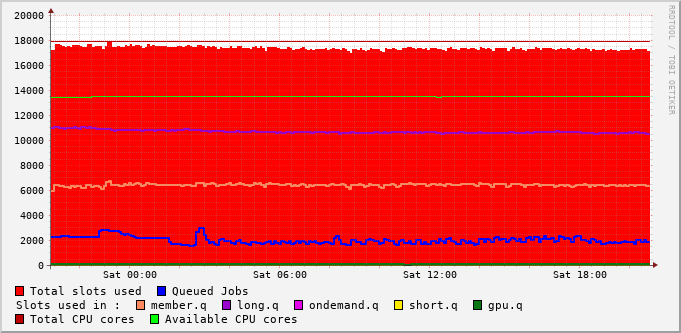 20000
18000
16000
14000
12000
10000
8000
6000
4000
2000
0
Sat 00:00 Sat 06:00 Sat 12:00 Sat 18:00
RRDTOOL / TOBI OETIKER
Total slots used Queued Jobs
Slots used in : member.q long.q ondemand.q short.q gpu.q
Total CPU cores Available CPU cores